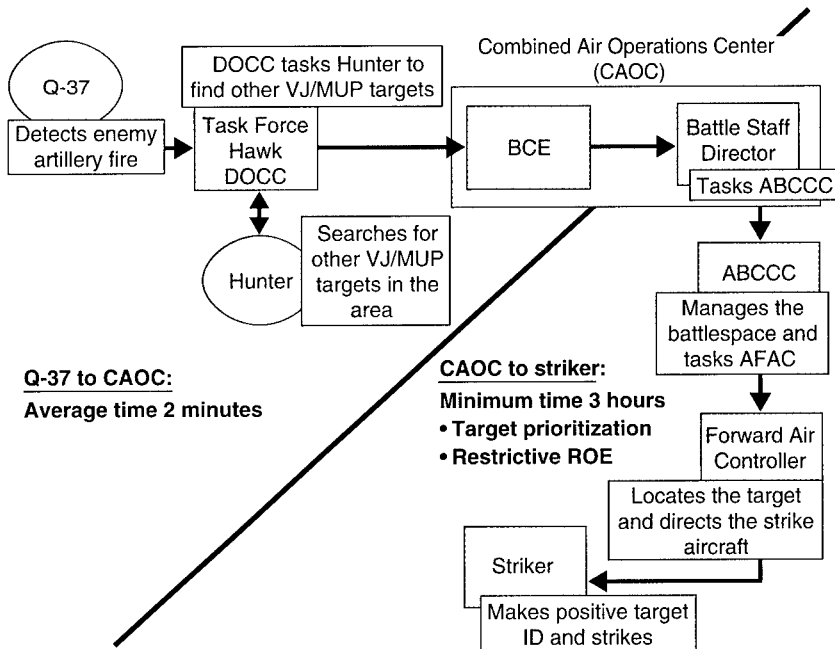 Q-37
Detects enemy
artillery fire
DOCC tasks Hunter to
find other VJ/MUP targets
Task Force
Hawk
DOCC
Hunter
Searches for
other VJ/MUP
targets in the
area
Combined Air Operations Center
(CAOC)
BCE
Battle Staff
Director
Tasks ABCCC
ABCCC
Manages the
battlespace and
tasks AFAC
Forward Air
Controller
Locates the target
and directs the strike
aircraft
Striker
Makes positive target
ID and strikes
Q-37 to CAOC:
Average time 2 minutes
CAOC to striker:
Minimum time 3 hours
• Target prioritization
• Restrictive ROE